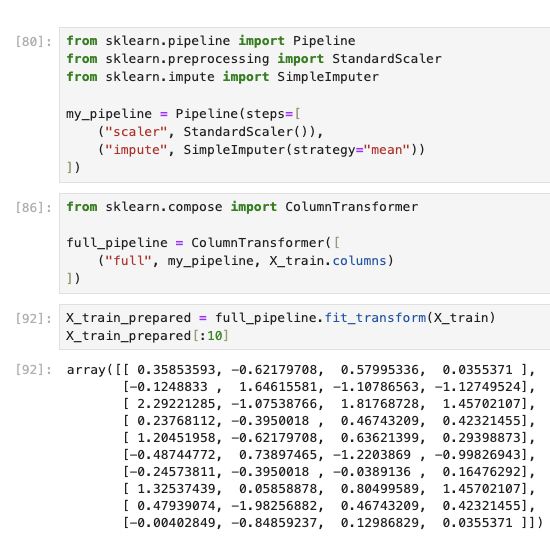 [80]:
from sklearn.pipeline import Pipeline
from sklearn.preprocessing import StandardScaler
from sklearn.impute import SimpleImputer
my_pipeline = Pipeline(steps=[
    ("scaler", StandardScaler()),
    ("impute", SimpleImputer(strategy="mean"))
])
[86]:
from sklearn.compose import ColumnTransformer
full_pipeline = ColumnTransformer([
    ("full", my_pipeline, X_train.columns)
])
[92]:
X_train_prepared = full_pipeline.fit_transform(X_train)
X_train_prepared[:10]
[92]:
array([[ 0.35853593, -0.62179708,  0.57995336,  0.0355371 ],
       [-0.1248833 ,  1.64615581, -1.10786563, -1.12749524],
       [ 2.29221285, -1.07538766,  1.81768728,  1.45702107],
       [ 0.23768112, -0.3950018 ,  0.46743209,  0.42321455],
       [ 1.20451958, -0.62179708,  0.63621399,  0.29398873],
       [-0.48744772,  0.73897465, -1.2203869 , -0.99826943],
       [-0.24573811, -0.3950018 , -0.0389136 ,  0.16476292],
       [ 1.32537439,  0.05858878,  0.80499589,  1.45702107],
       [ 0.47939074, -1.98256882,  0.46743209,  0.42321455],
       [-0.00402849, -0.84859237,  0.12986829,  0.0355371 ]])